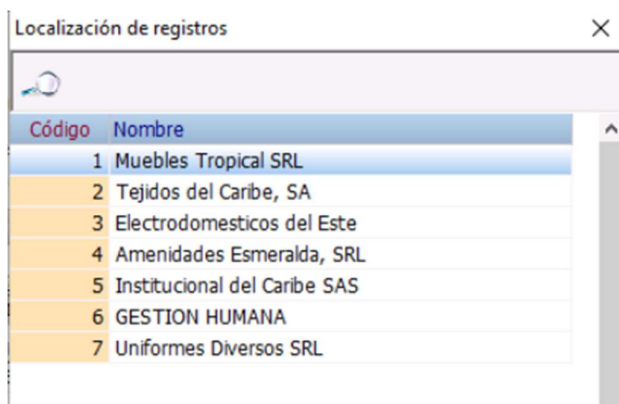 Localización de registros
Código Nombre
1 Muebles Tropical SRL
2 Tejidos del Caribe, SA
3 Electrodomesticos del Este
4 Amenidades Esmeralda, SRL
5 Institucional del Caribe SAS
6 GESTION HUMANA
7 Uniformes Diversos SRL